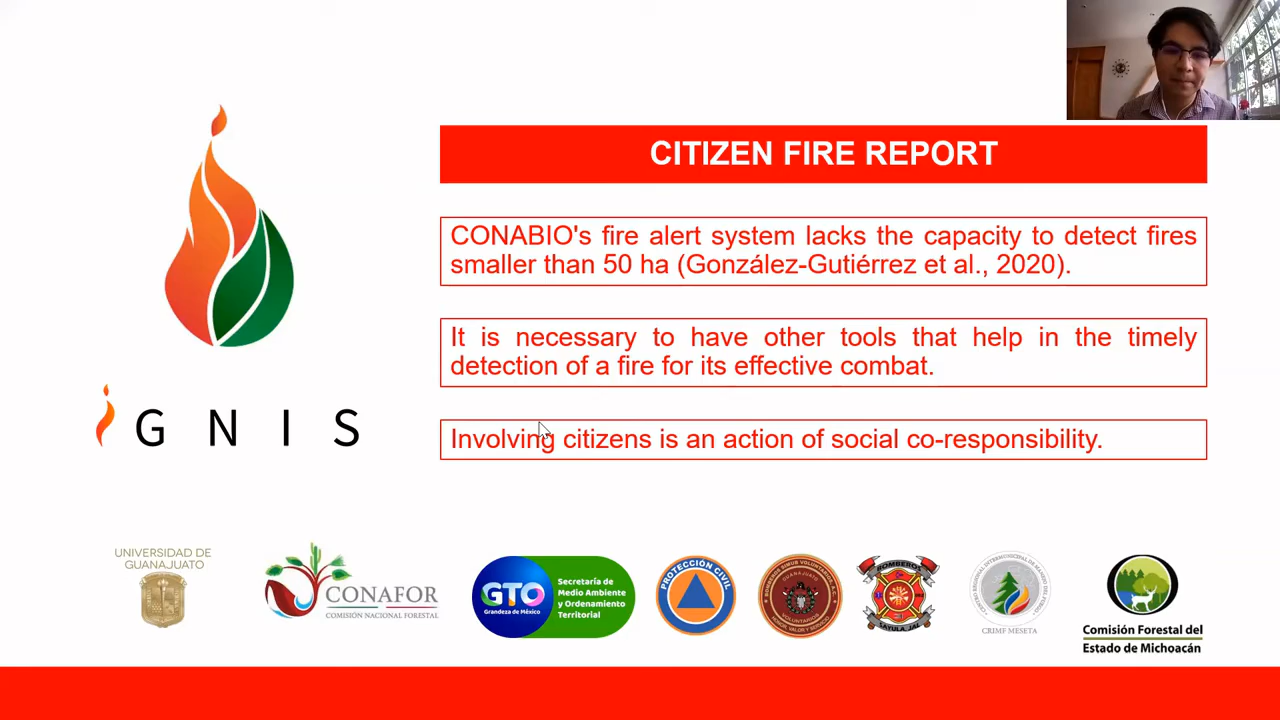 CITIZEN FIRE REPORT
CONABIO's fire alert system lacks the capacity to detect fires
smaller than 50 ha (González-Gutiérrez et al., 2020).
It is necessary to have other tools that help in the timely
detection of a fire for its effective combat.
Involving citizens is an action of social co-responsibility.
iGNIS
UNIVERSIDAD DE
GUANAJUATO
CONAFOR
COMISIÓN NACIONAL FORESTAL
GTO
Grandeza de México
Secretaría de
Medio Ambiente
y Ordenamiento
Territorial
PROTECCIÓN CIVIL
BOMBEROS
CRIMF MESETA
Comisión Forestal del
Estado de Michoacán